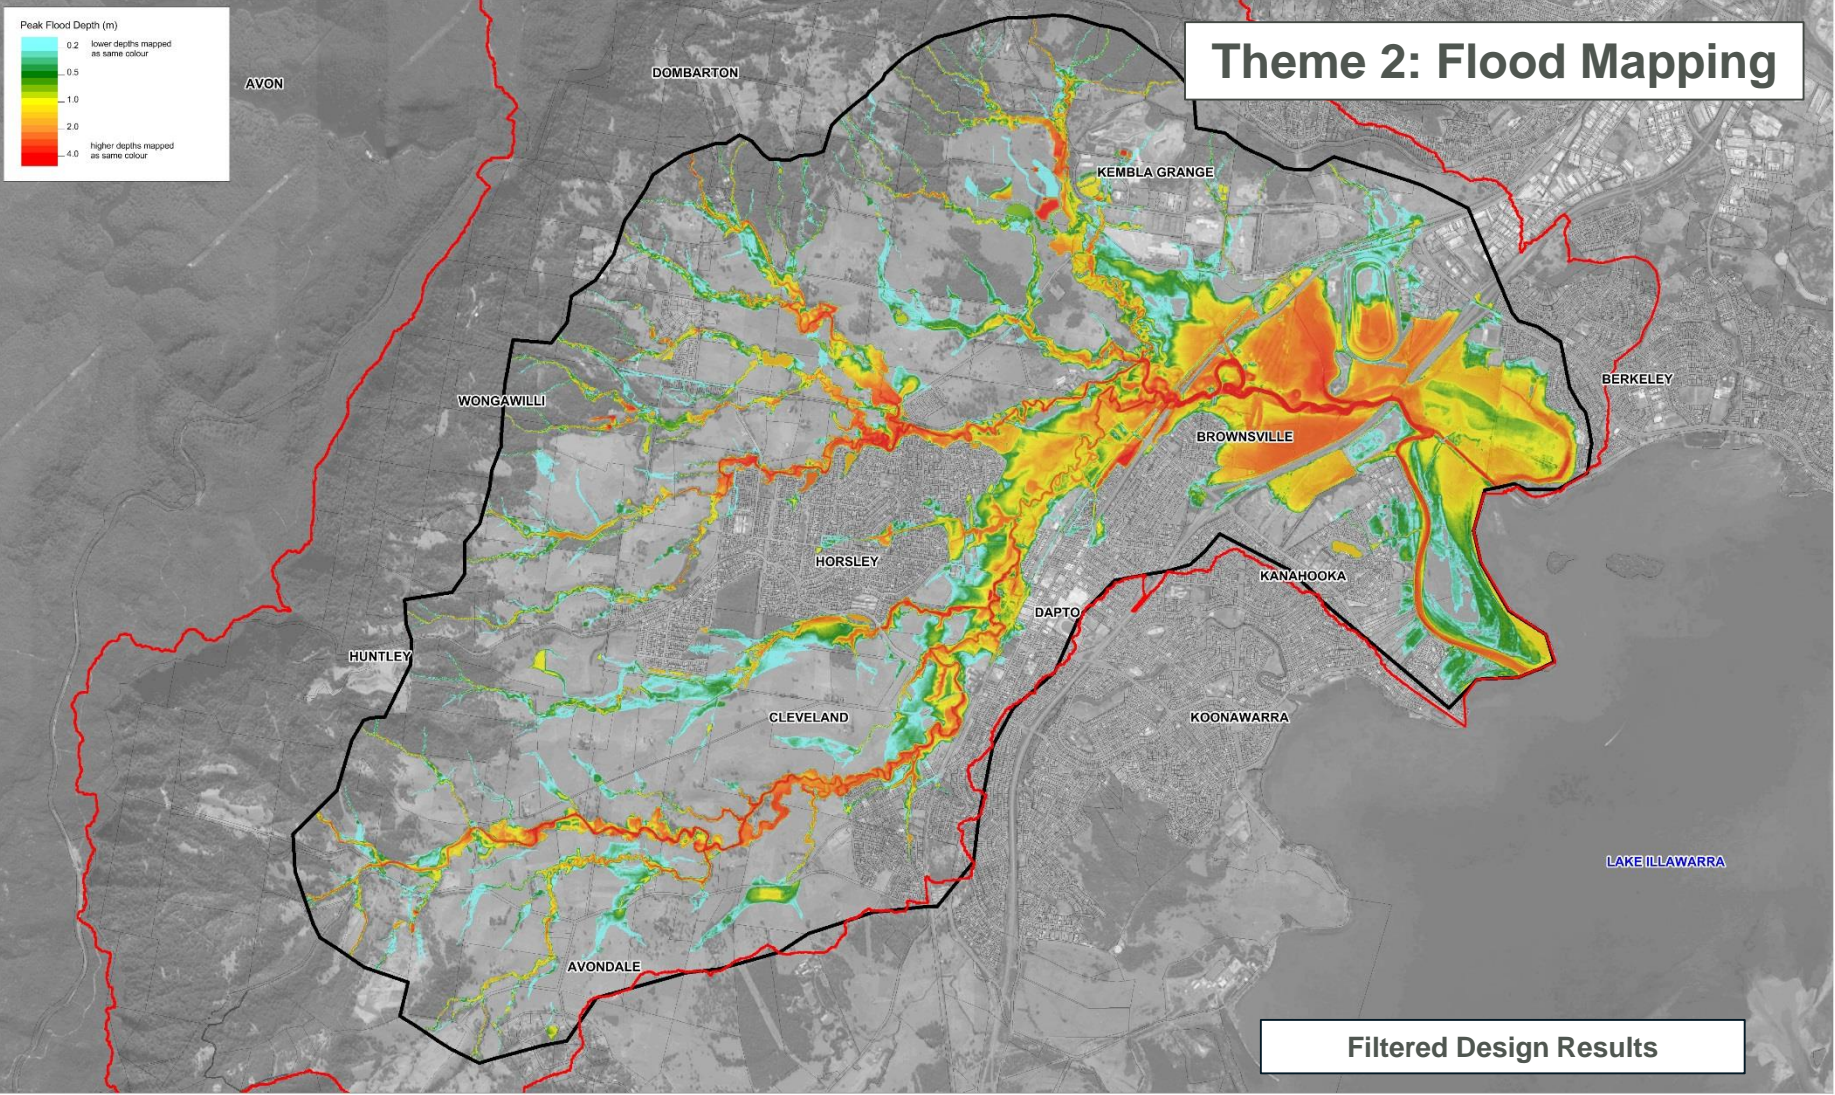 Theme 2: Flood Mapping
Peak Flood Depth (m)
0.2
lower depths mapped
as same colour
0.5
1.0
2.0
higher depths mapped
as same colour
4.0
AVON
DOMBARTON
KEMBLA GRANGE
BERKELEY
WONGAWILLI
BROWNSVILLE
HORSLEY
KANAHOOKA
DAPTO
HUNTLEY
CLEVELAND
KOONAWARRA
LAKE ILLAWARRA
AVONDALE
Filtered Design Results